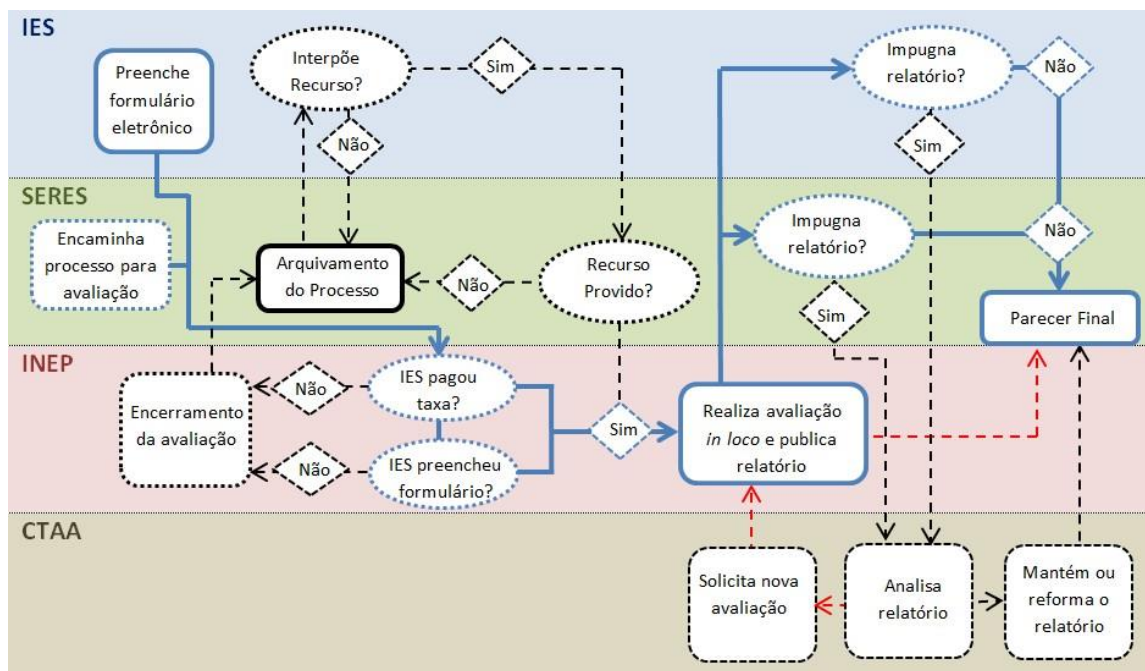 IES
Preenche
formulário
eletrônico
Interpõe
Recurso?
Sim
Não
Impugna
relatório?
Não
Sim
SERES
Encaminha
processo para
avaliação
Arquivamento
do Processo
Não
Recurso
Provido?
Impugna
relatório?
Não
Sim
Parecer Final
INEP
Encerramento
da avaliação
Não
IES pagou
taxa?
Não
IES preencheu
formulário?
Sim
Realiza avaliação
in loco e publica
relatório
CTAA
Solicita nova
avaliação
Analisa
relatório
Mantém ou
reforma o
relatório